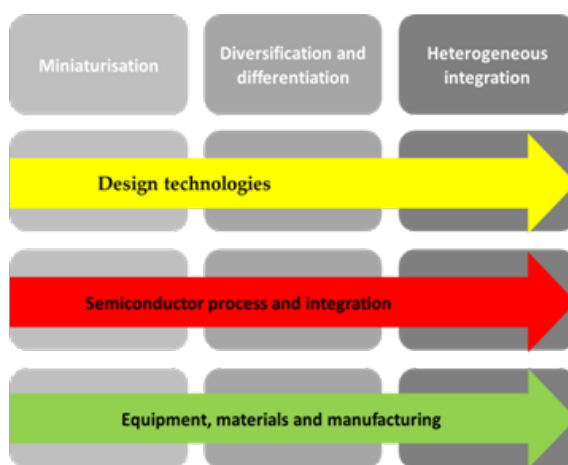 Miniaturisation
Diversification and
differentiation
Heterogeneous
integration
Design technologies
Semiconductor process and integration
Equipment, materials and manufacturing